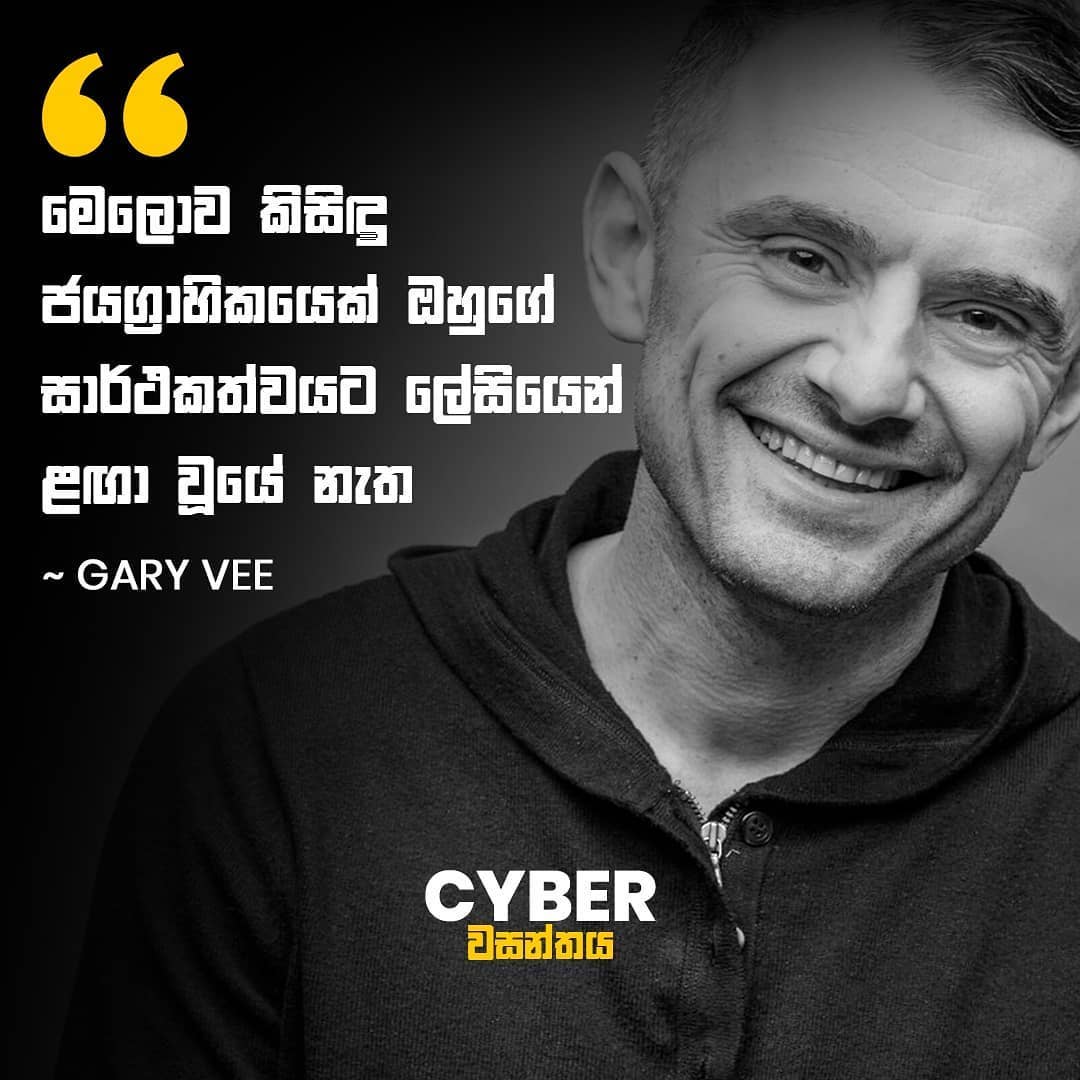 මෙලොව කිසිඳු
ජයග්‍රාහිකයෙක් ඔහුගේ
සාර්ථකත්වයට ලේසියෙන්
ළඟා වූයේ නැත
~ GARY VEE
CYBER
වසන්තය